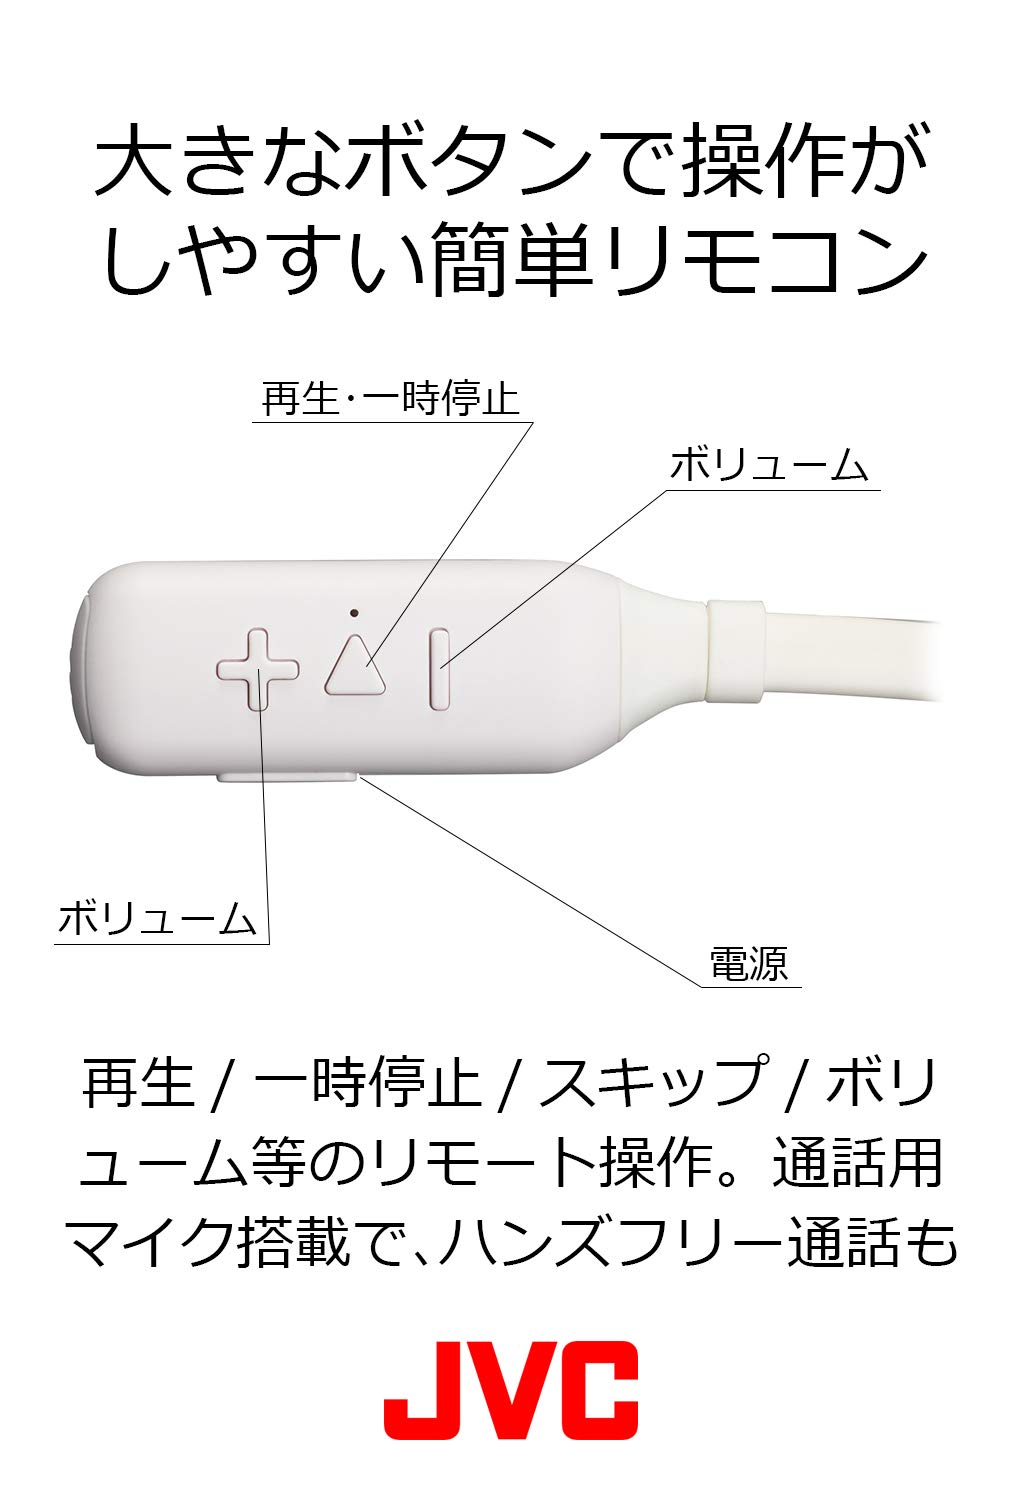 大きなボタンで操作が
しやすい簡単リモコン
再生・一時停止
ボリューム
ボリューム
電源
再生 / 一時停止 / スキップ / ボリ
ューム等のリモート操作。通話用
マイク搭載で、ハンズフリー通話も
JVC